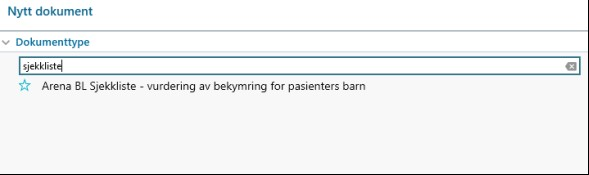 Nytt dokument
Dokumenttype
sjekkliste
Arena BL Sjekkliste - vurdering av bekymring for pasienters barn